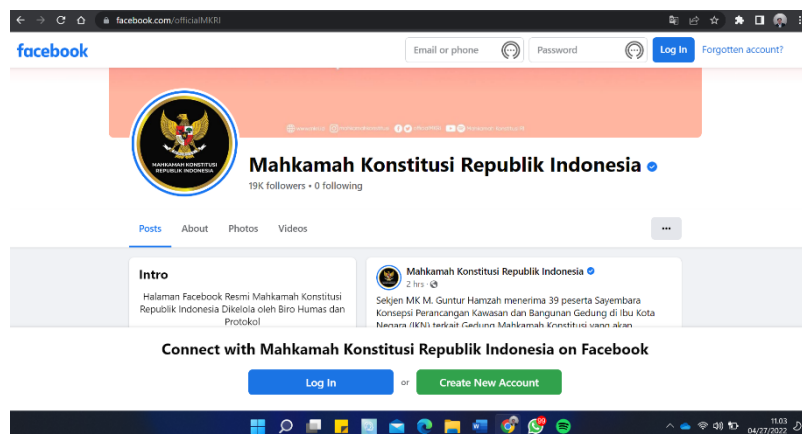 facebook.com/officialMKRI
facebook
Email or phone
Password
Log In
Forgotten account?
MAHKAMAH KONSTITUSI
REPUBLIK INDONESIA
Mahkamah Konstitusi Republik Indonesia
19K followers • 0 following
Posts
About
Photos
Videos
Intro
Halaman Facebook Resmi Mahkamah Konstitusi
Republik Indonesia Dikelola oleh Biro Humas dan
Protokol
Mahkamah Konstitusi Republik Indonesia
2 hrs
Sekjen MK M. Guntur Hamzah menerima 39 peserta Sayembara
Konsepsi Perancangan Kawasan dan Bangunan Gedung di Ibu Kota
Negara (IKN) terkait Gedung Mahkamah Konstitusi yang akan
Connect with Mahkamah Konstitusi Republik Indonesia on Facebook
Log In
or
Create New Account
11.03
04/27/2022